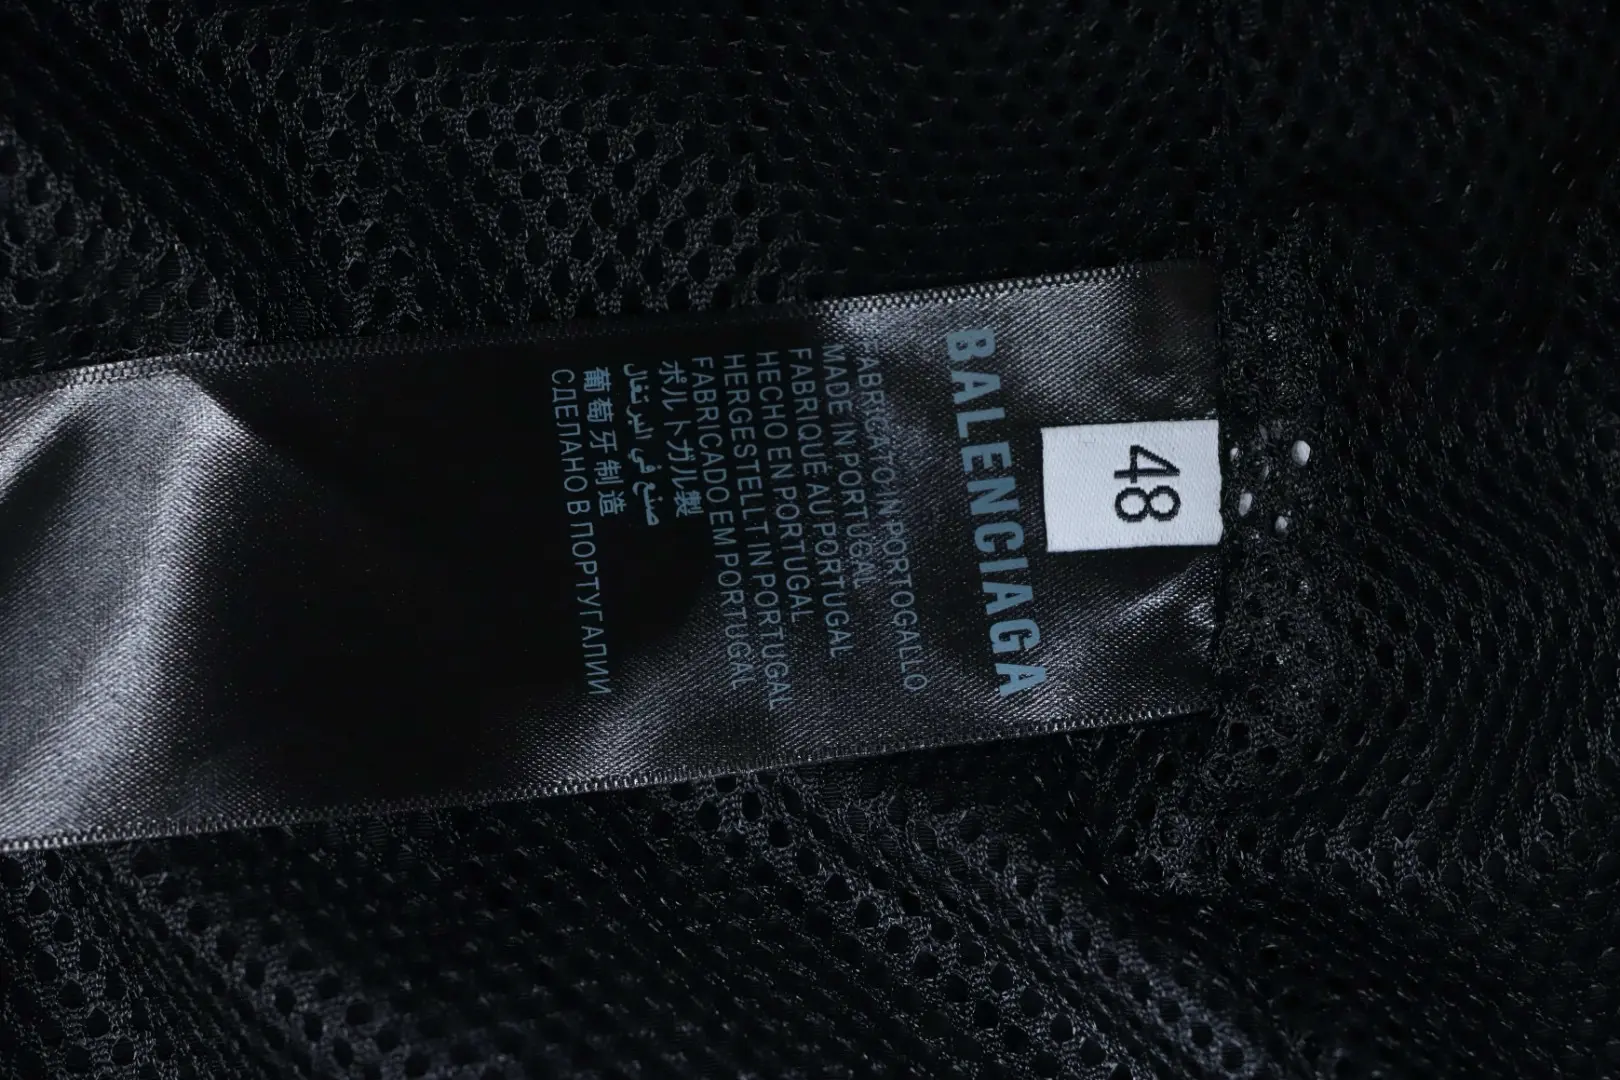 48
BALENCIAGA
FABRICATO IN PORTOGALLO
MADE IN PORTUGAL
FABRIQUE AU PORTUGAL
HECHO EN PORTUGAL
HERGESTELLT IN PORTUGAL
FABRICADO EM PORTUGAL
ポルトガル製
صنع في البرتغال
葡萄牙制造
СДЕЛАНО В ПОРТУГАЛИИ